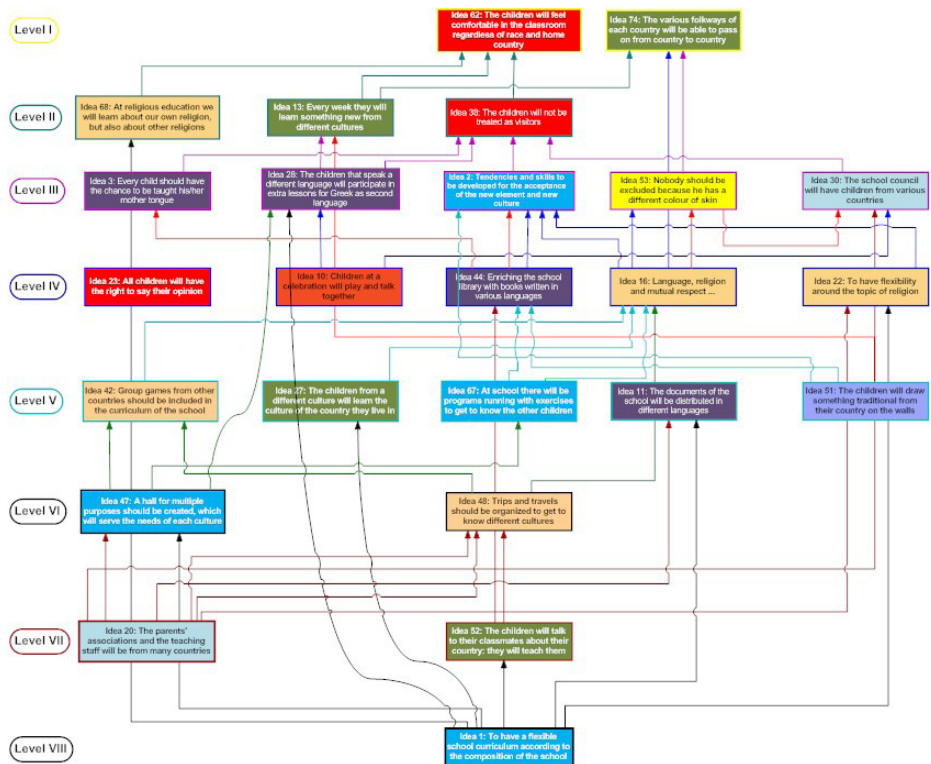 Level I
Idea 62: The children will feel
comfortable in the classroom
regardless of race and home
country
Idea 74: The various folkways of
each country will be able to pass
on from country to country
Level II
Idea 68: At religious education we
will learn about our own religion,
but also about other religions
Idea 13: Every week they will
learn something new from
different cultures
Idea 38: The children will not be
treated as visitors
Level III
Idea 3: Every child should have
the chance to be taught his/her
mother tongue
Idea 28: The children that speak a
different language will participate in
extra lessons for Greek as second
language
Idea 2: Tendencies and skills to
be developed for the acceptance
of the new element and new
culture
Idea 53: Nobody should be
excluded because he has a
different colour of skin
Idea 30: The school council
will have children from various
countries
Level IV
Idea 23: All children will have
the right to say their opinion
Idea 10: Children at a
celebration will play and talk
together
Idea 44: Enriching the school
library with books written in
various languages
Idea 16: Language, religion
and mutual respect ...
Idea 22: To have flexibility
around the topic of religion
Level V
Idea 42: Group games from other
countries should be included in
the curriculum of the school
Idea 27: The children from a
different culture will learn the
culture of the country they live in
Idea 67: At school there will be
programs running with exercises
to get to know the other children
Idea 11: The documents of the
school will be distributed in
different languages
Idea 51: The children will draw
something traditional from
their country on the walls
Level VI
Idea 47: A hall for multiple
purposes should be created, which
will serve the needs of each culture
Idea 48: Trips and travels
should be organized to get to
know different cultures
Level VII
Idea 20: The parents'
associations and the teaching
staff will be from many countries
Idea 52: The children will talk
to their classmates about their
country: they will teach them
Level VIII
Idea 1: To have a flexible
school curriculum according to
the composition of the school